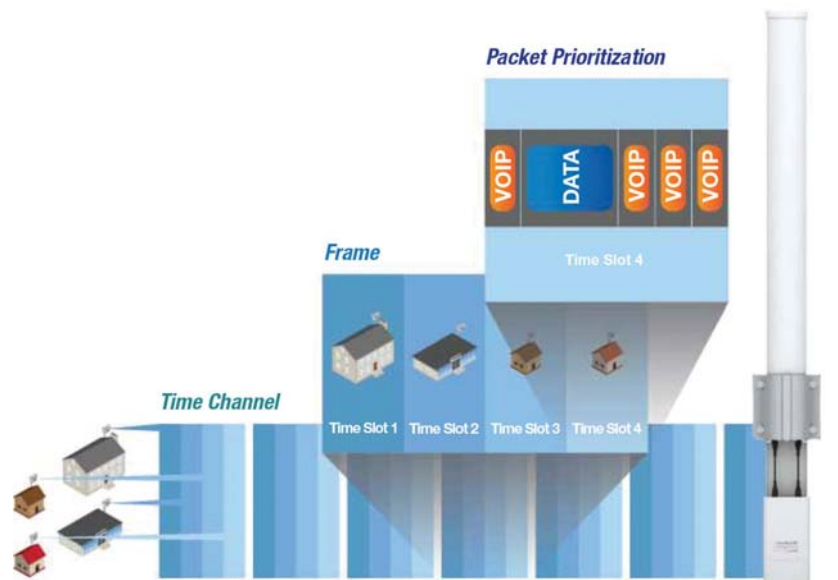 Packet Prioritization
VOIP DATA VOIP VOIP VOIP
Time Slot 4
Frame
Time Slot 1 Time Slot 2 Time Slot 3 Time Slot 4
Time Channel